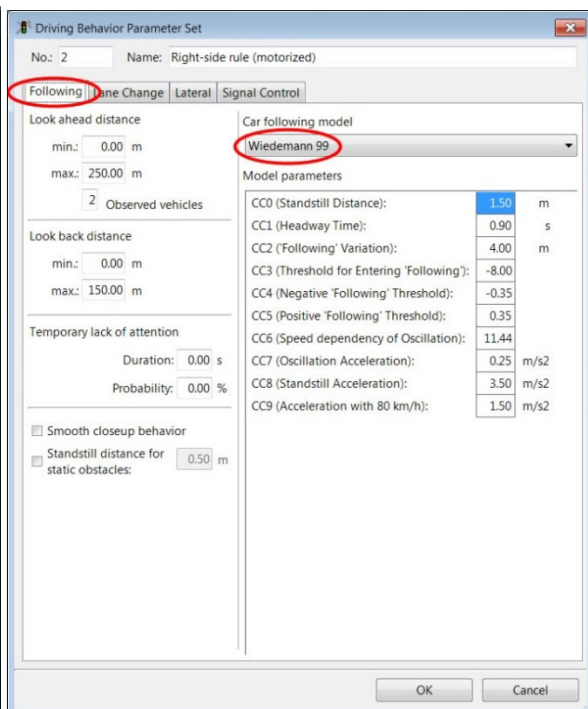 Driving Behavior Parameter Set
No.: 2 Name: Right-side rule (motorized)
Following Lane Change Lateral Signal Control
Look ahead distance
min.: 0.00 m
max.: 250.00 m
2 Observed vehicles
Look back distance
min.: 0.00 m
max.: 150.00 m
Temporary lack of attention
Duration: 0.00 s
Probability: 0.00 %
Smooth closeup behavior
Standstill distance for
static obstacles: 0.50 m
Car following model
Wiedemann 99
Model parameters
CC0 (Standstill Distance): 1.50 m
CC1 (Headway Time): 0.90 s
CC2 ('Following' Variation): 4.00 m
CC3 (Threshold for Entering 'Following'): -8.00
CC4 (Negative 'Following' Threshold): -0.35
CC5 (Positive 'Following' Threshold): 0.35
CC6 (Speed dependency of Oscillation): 11.44
CC7 (Oscillation Acceleration): 0.25 m/s2
CC8 (Standstill Acceleration): 3.50 m/s2
CC9 (Acceleration with 80 km/h): 1.50 m/s2
OK Cancel